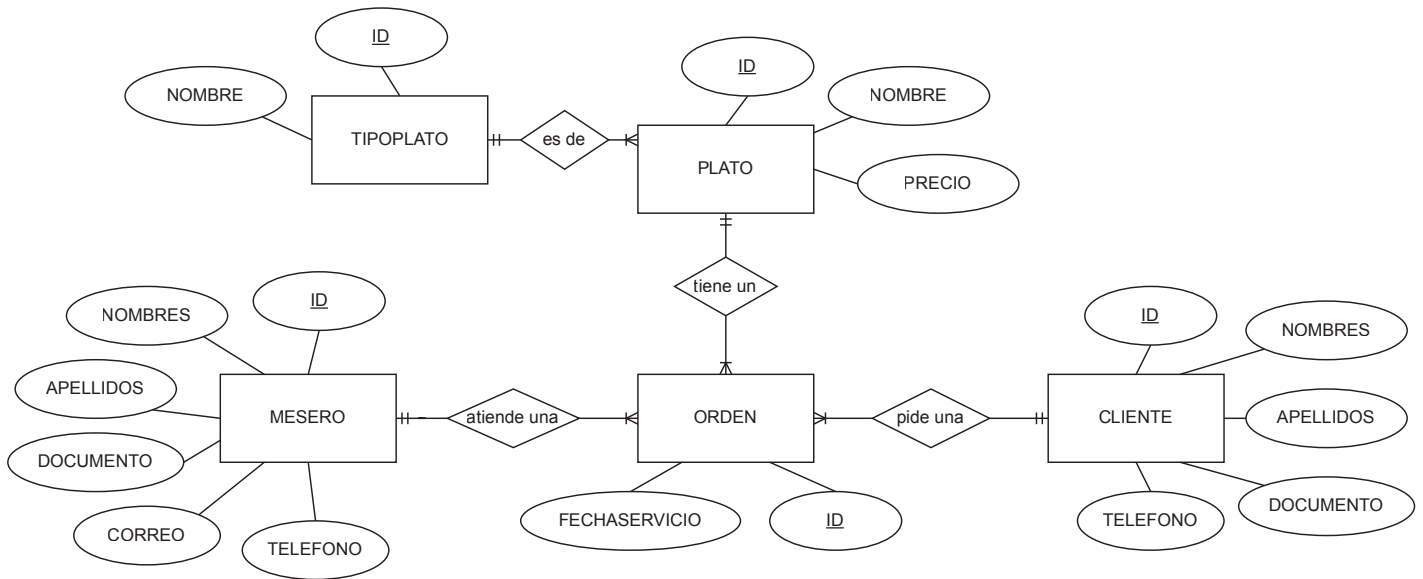 ID
NOMBRE
TIPOPLATO
es de
ID
NOMBRE
PLATO
PRECIO
tiene un
ID
NOMBRES
APELLIDOS
MESERO
DOCUMENTO
CORREO
TELEFONO
atiende una
ORDEN
FECHASERVICIO
ID
pide una
ID
NOMBRES
CLIENTE
APELLIDOS
DOCUMENTO
TELEFONO